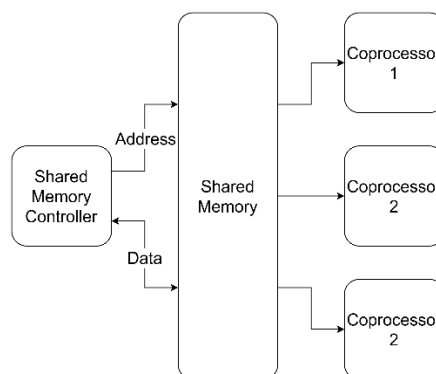 Coprocesso
1
Address
Shared
Memory
Controller
Shared
Memory
Coprocesso
2
Data
Coprocesso
2